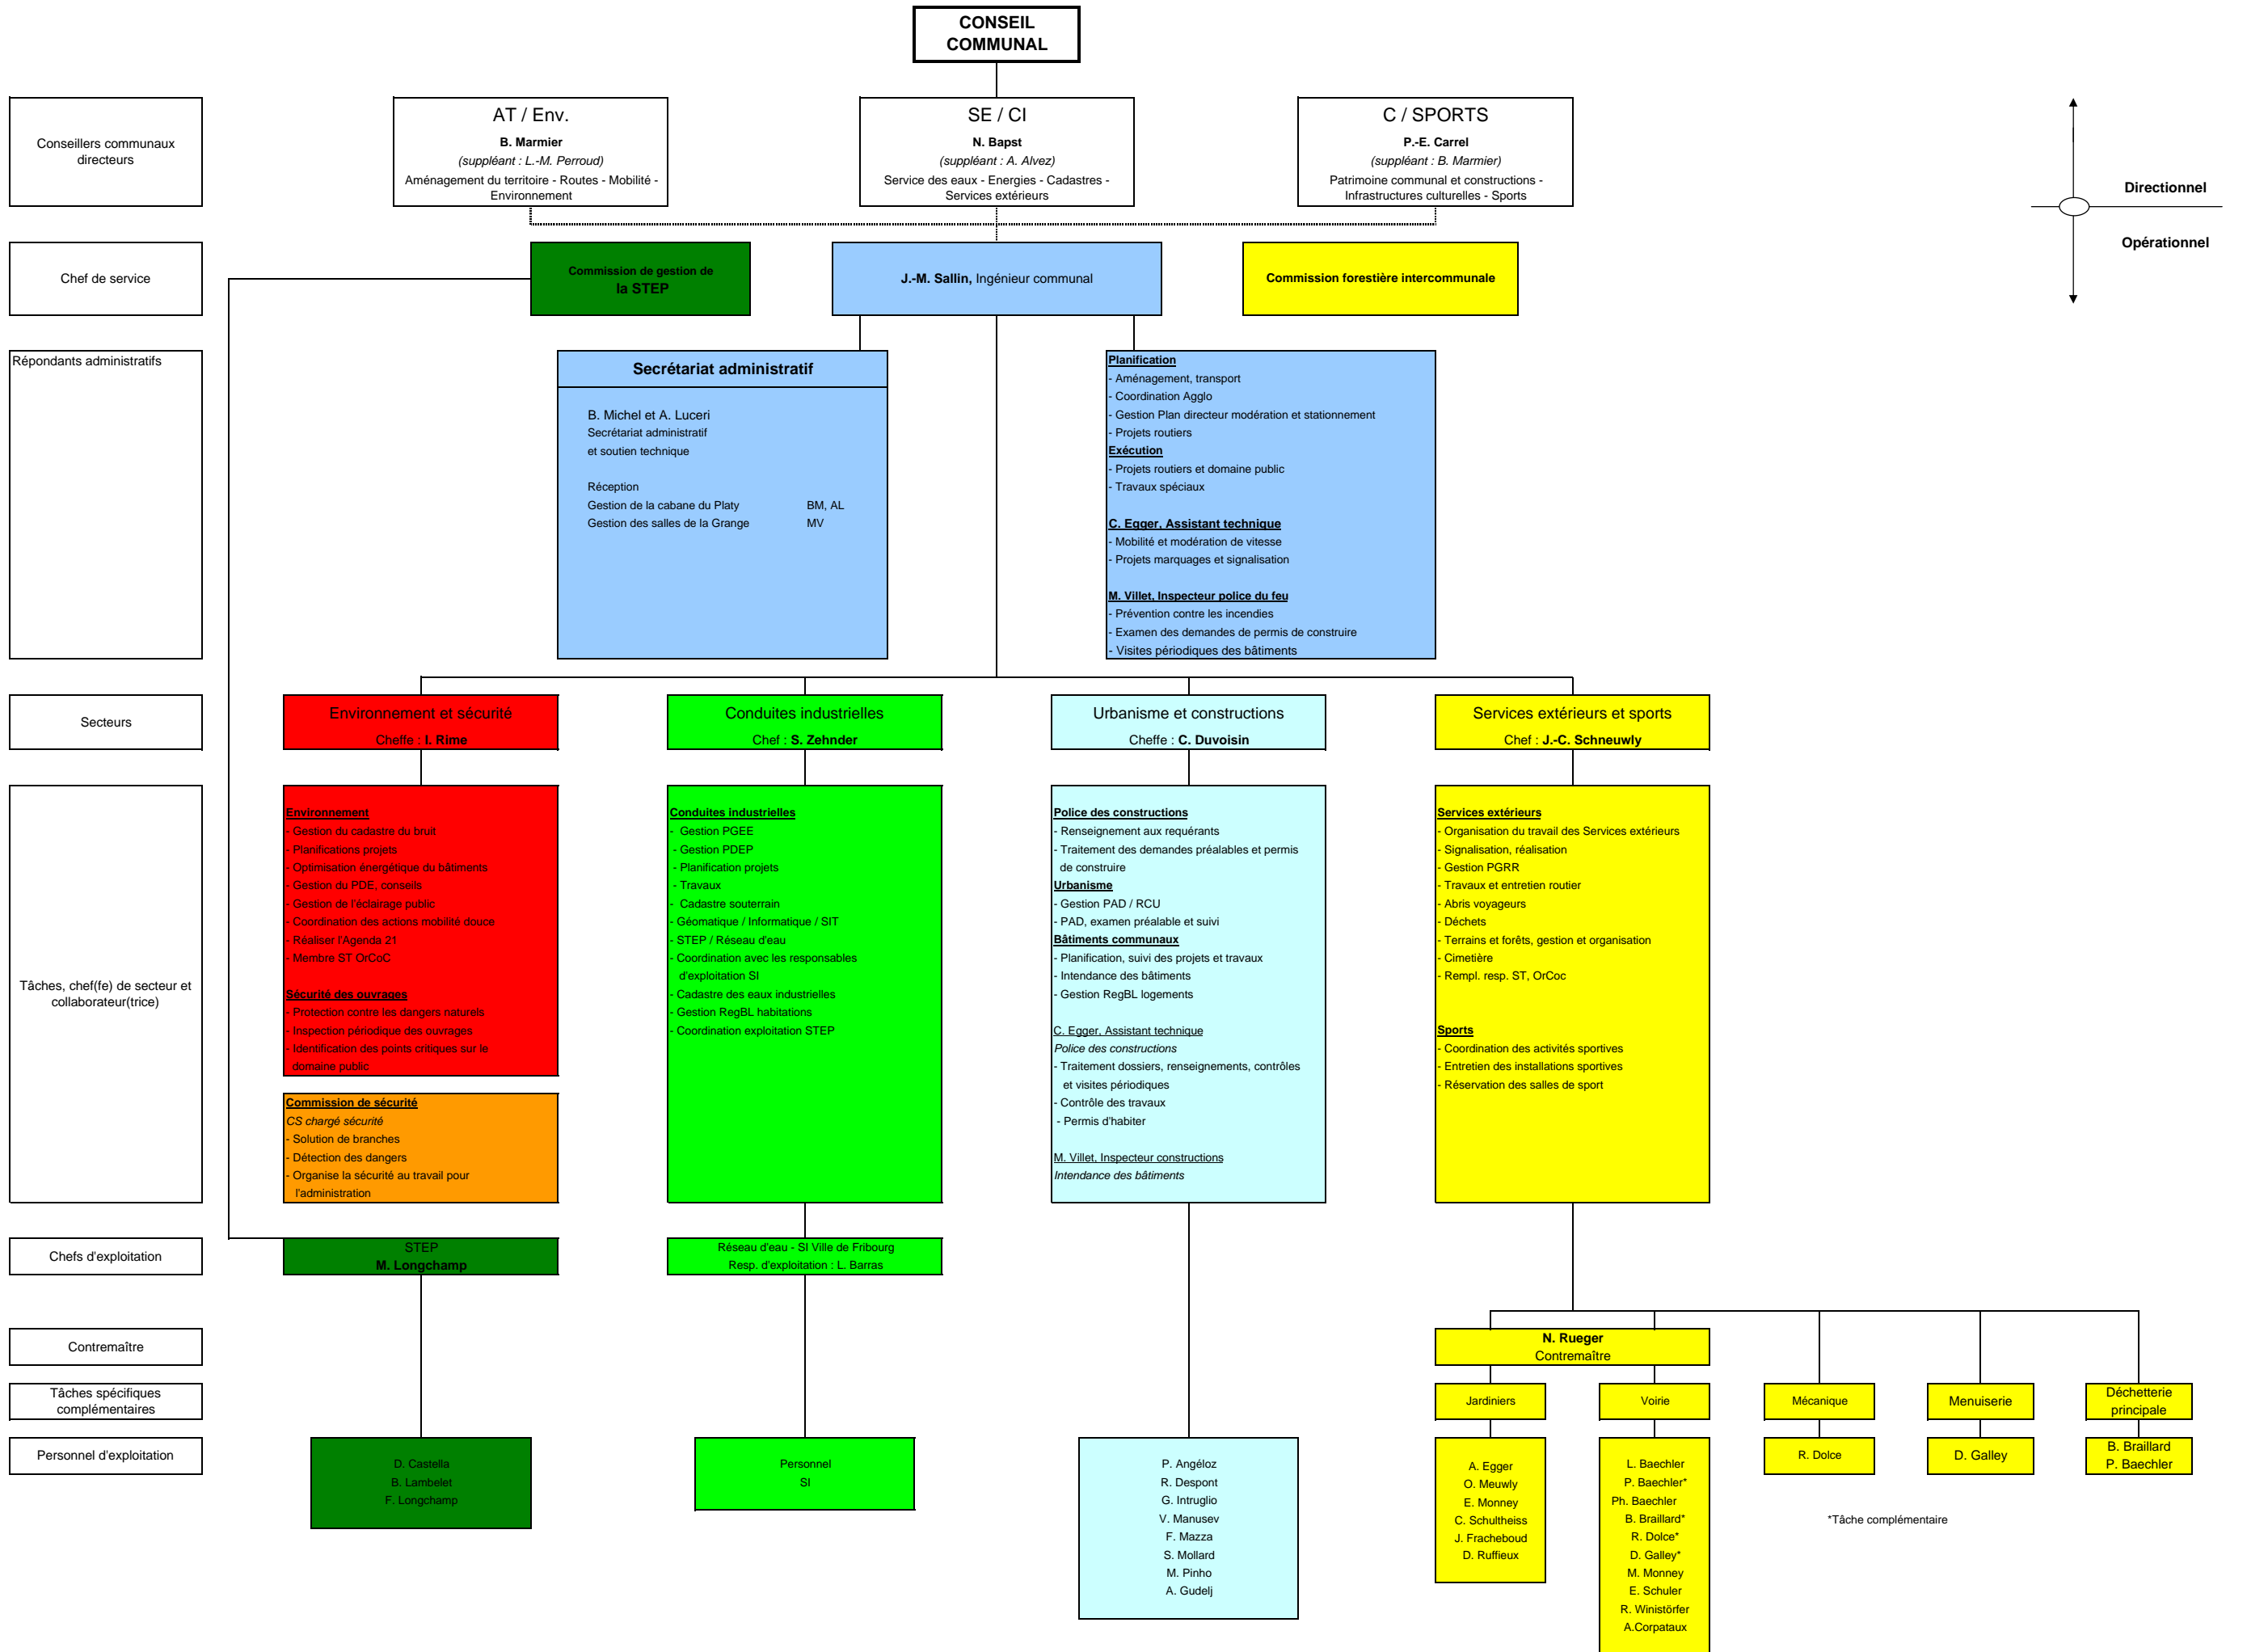 CONSEIL
COMMUNAL
Conseillers communaux
directeurs
AT / Env.
B. Marmier
(suppléant : L.-M. Perroud)
Aménagement du territoire - Routes - Mobilité -
Environnement
SE / CI
N. Bapst
(suppléant : A. Alvez)
Service des eaux - Energies - Cadastres -
Services extérieurs
C / SPORTS
P.-E. Carrel
(suppléant : B. Marmier)
Patrimoine communal et constructions -
Infrastructures culturelles - Sports
Directionnel
Opérationnel
Chef de service
Commission de gestion de
la STEP
J.-M. Sallin, Ingénieur communal
Commission forestière intercommunale
Répondants administratifs
Secrétariat administratif
B. Michel et A. Luceri
Secrétariat administratif
et soutien technique
Réception
Gestion de la cabane du Platy BM, AL
Gestion des salles de la Grange MV
Planification
- Aménagement, transport
- Coordination Agglo
- Gestion Plan directeur modération et stationnement
- Projets routiers
Exécution
- Projets routiers et domaine public
- Travaux spéciaux
C. Egger, Assistant technique
- Mobilité et modération de vitesse
- Projets marquages et signalisation
M. Villet, Inspecteur police du feu
- Prévention contre les incendies
- Examen des demandes de permis de construire
- Visites périodiques des bâtiments
Secteurs
Environnement et sécurité
Cheffe : I. Rime
Conduites industrielles
Chef : S. Zehnder
Urbanisme et constructions
Cheffe : C. Duvoisin
Services extérieurs et sports
Chef : J.-C. Schneuwly
Tâches, chef(fe) de secteur et
collaborateur(trice)
Environnement
- Gestion du cadastre du bruit
- Planifications projets
- Optimisation énergétique du bâtiments
- Gestion du PDE, conseils
- Gestion de l'éclairage public
- Coordination des actions mobilité douce
- Réaliser l'Agenda 21
- Membre ST OrCoC
Sécurité des ouvrages
- Protection contre les dangers naturels
- Inspection périodique des ouvrages
- Identification des points critiques sur le
domaine public
Commission de sécurité
CS chargé sécurité
- Solution de branches
- Détection des dangers
- Organise la sécurité au travail pour
l'administration
Conduites industrielles
- Gestion PGEE
- Gestion PDEP
- Planification projets
- Travaux
- Cadastre souterrain
- Géomatique / Informatique / SIT
- STEP / Réseau d'eau
- Coordination avec les responsables
d'exploitation SI
- Cadastre des eaux industrielles
- Gestion RegBL habitations
- Coordination exploitation STEP
Police des constructions
- Renseignement aux requérants
- Traitement des demandes préalables et permis
de construire
Urbanisme
- Gestion PAD / RCU
- PAD, examen préalable et suivi
Bâtiments communaux
- Planification, suivi des projets et travaux
- Intendance des bâtiments
- Gestion RegBL logements
C. Egger, Assistant technique
Police des constructions
- Traitement dossiers, renseignements, contrôles
et visites périodiques
- Contrôle des travaux
- Permis d'habiter
M. Villet, Inspecteur constructions
Intendance des bâtiments
Services extérieurs
- Organisation du travail des Services extérieurs
- Signalisation, réalisation
- Gestion PGRR
- Travaux et entretien routier
- Abris voyageurs
- Déchets
- Terrains et forêts, gestion et organisation
- Cimetière
- Rempl. resp. ST, OrCoc
Sports
- Coordination des activités sportives
- Entretien des installations sportives
- Réservation des salles de sport
Chefs d'exploitation
STEP
M. Longchamp
Réseau d'eau - SI Ville de Fribourg
Resp. d'exploitation : L. Barras
Contremaître
N. Rueger
Contremaître
Tâches spécifiques
complémentaires
Jardiniers
Voirie
Mécanique
Menuiserie
Déchetterie
principale
Personnel d'exploitation
D. Castella
B. Lambelet
F. Longchamp
Personnel
SI
P. Angéloz
R. Despont
G. Intruglio
V. Manusev
F. Mazza
S. Mollard
M. Pinho
A. Gudelj
A. Egger
O. Meuwly
E. Monney
C. Schultheiss
J. Fracheboud
D. Ruffieux
L. Baechler
P. Baechler*
Ph. Baechler
B. Braillard*
R. Dolce*
D. Galley*
M. Monney
E. Schuler
R. Winistörfer
A.Corpataux
R. Dolce
D. Galley
B. Braillard
P. Baechler
*Tâche complémentaire